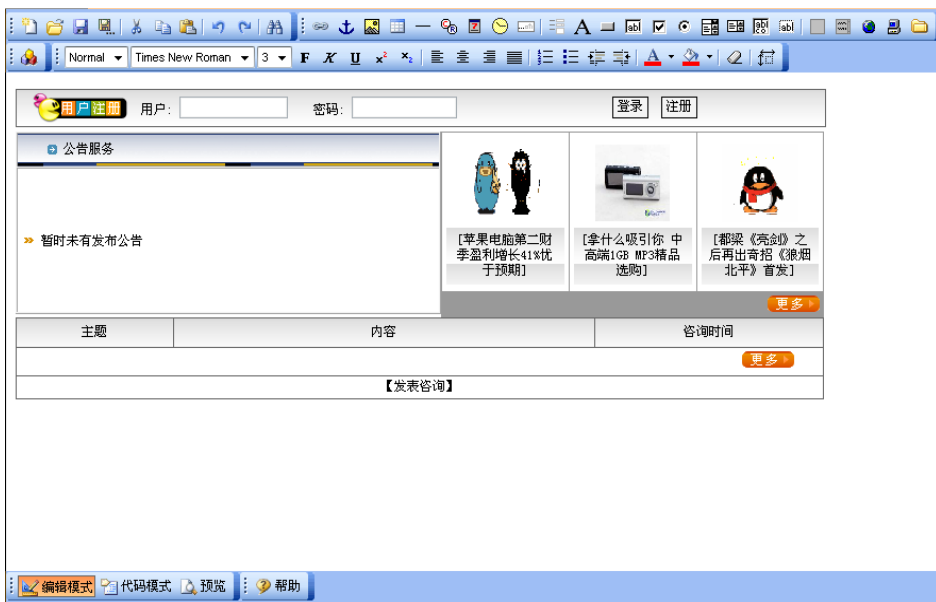 Normal Times New Roman 3 F K U x² x₂
用户注册 用户: 密码: 登录 注册
公告服务
暂时未有发布公告
[苹果电脑第二财
季盈利增长41%忧
于预期]
[拿什么吸引你 中
高端1GB MP3精品
选购]
[都梁《亮剑》之
后再出奇招《狼烟
北平》首发]
更多
主题 内容 咨询时间
更多
【发表咨询】
编辑模式 代码模式 预览 帮助